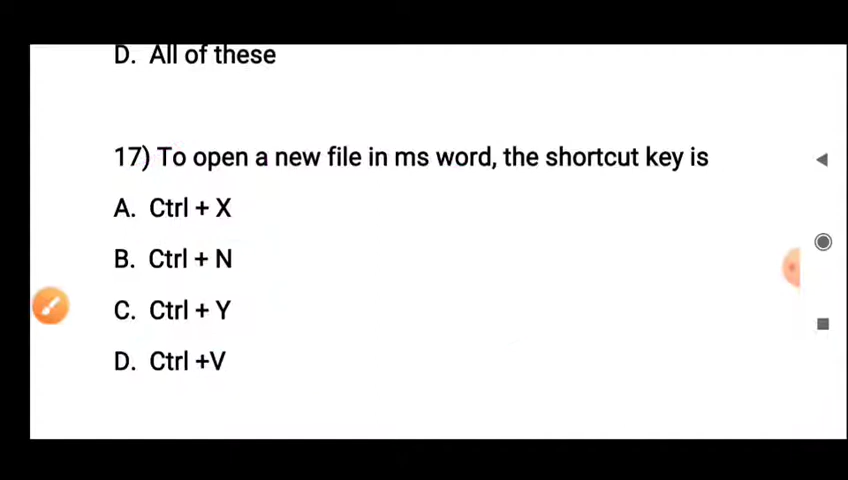 D. All of these
17) To open a new file in ms word, the shortcut key is
A. Ctrl + X
B. Ctrl + N
C. Ctrl + Y
D. Ctrl +V